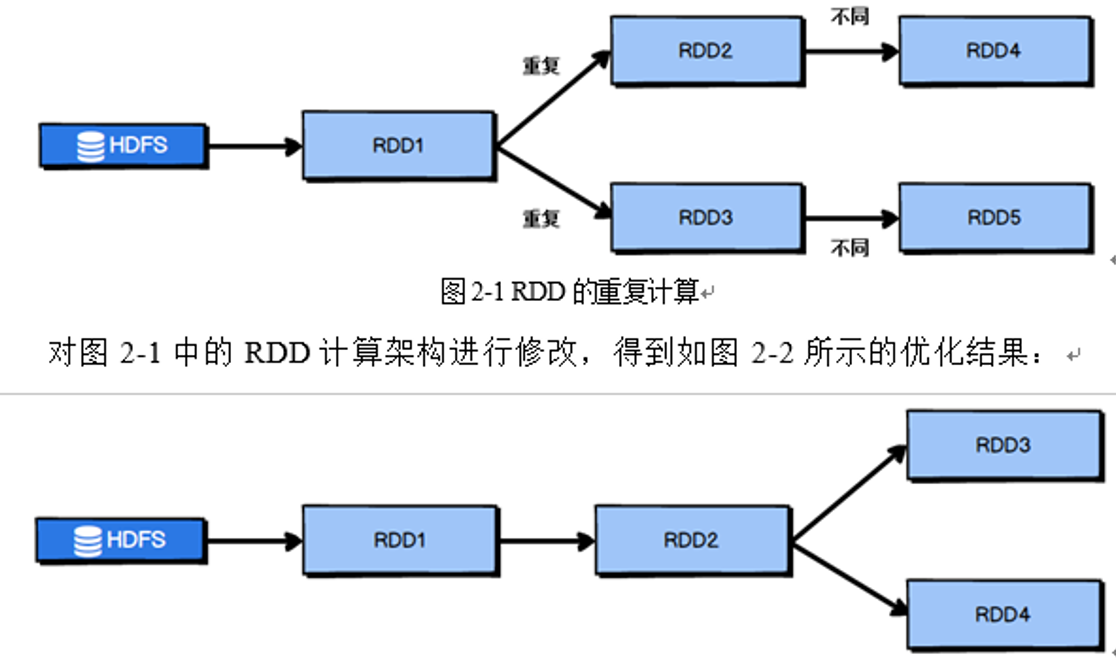 不同
RDD2
RDD4
重复
HDFS
RDD1
重复
RDD3
RDD5
不同
图 2-1 RDD 的重复计算
对图 2-1 中的 RDD 计算架构进行修改，得到如图 2-2 所示的优化结果：
RDD3
HDFS
RDD1
RDD2
RDD4